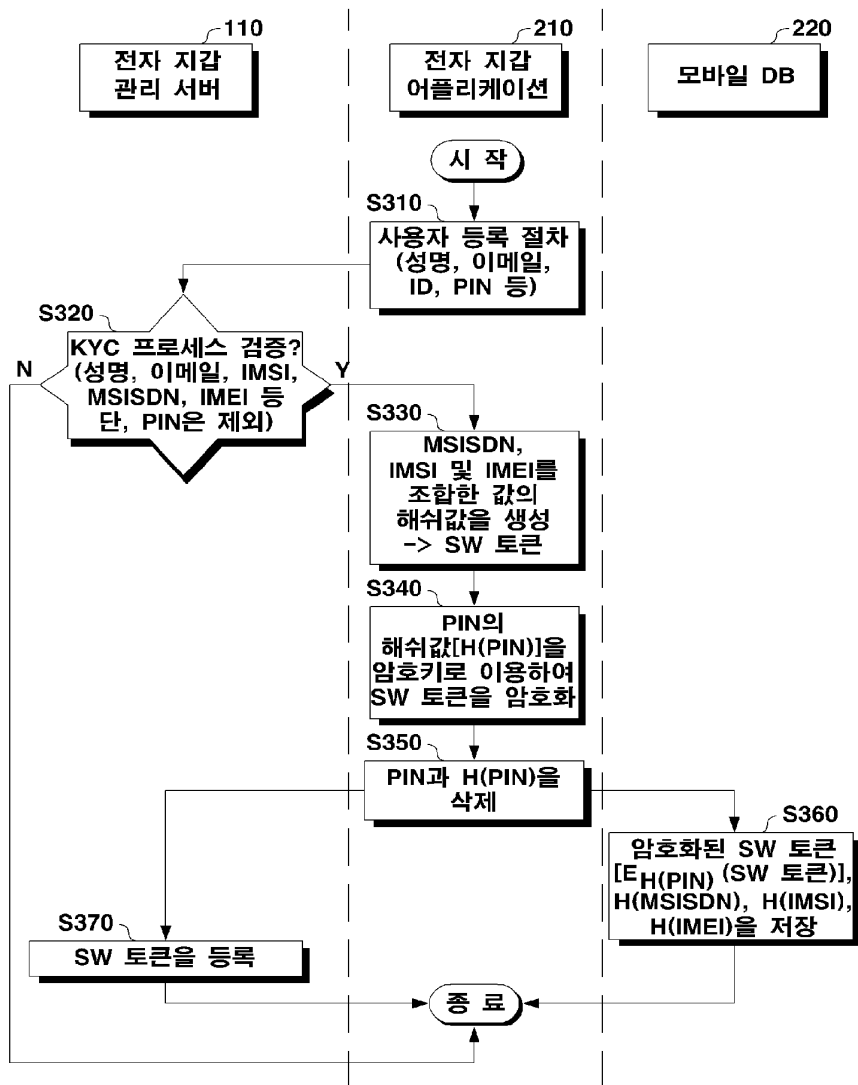 110
전자 지갑
관리 서버
210
전자 지갑
어플리케이션
220
모바일 DB
시 작
S310
사용자 등록 절차
(성명, 이메일,
ID, PIN 등)
S320
KYC 프로세스 검증?
(성명, 이메일, IMSI,
MSISDN, IMEI 등
단, PIN은 제외)
N
Y
S330
MSISDN,
IMSI 및 IMEI를
조합한 값의
해쉬값을 생성
-> SW 토큰
S340
PIN의
해쉬값[H(PIN)]을
암호키로 이용하여
SW 토큰을 암호화
S350
PIN과 H(PIN)을
삭제
S360
암호화된 SW 토큰
[E H(PIN) (SW 토큰)],
H(MSISDN), H(IMSI),
H(IMEI)을 저장
S370
SW 토큰을 등록
종 료